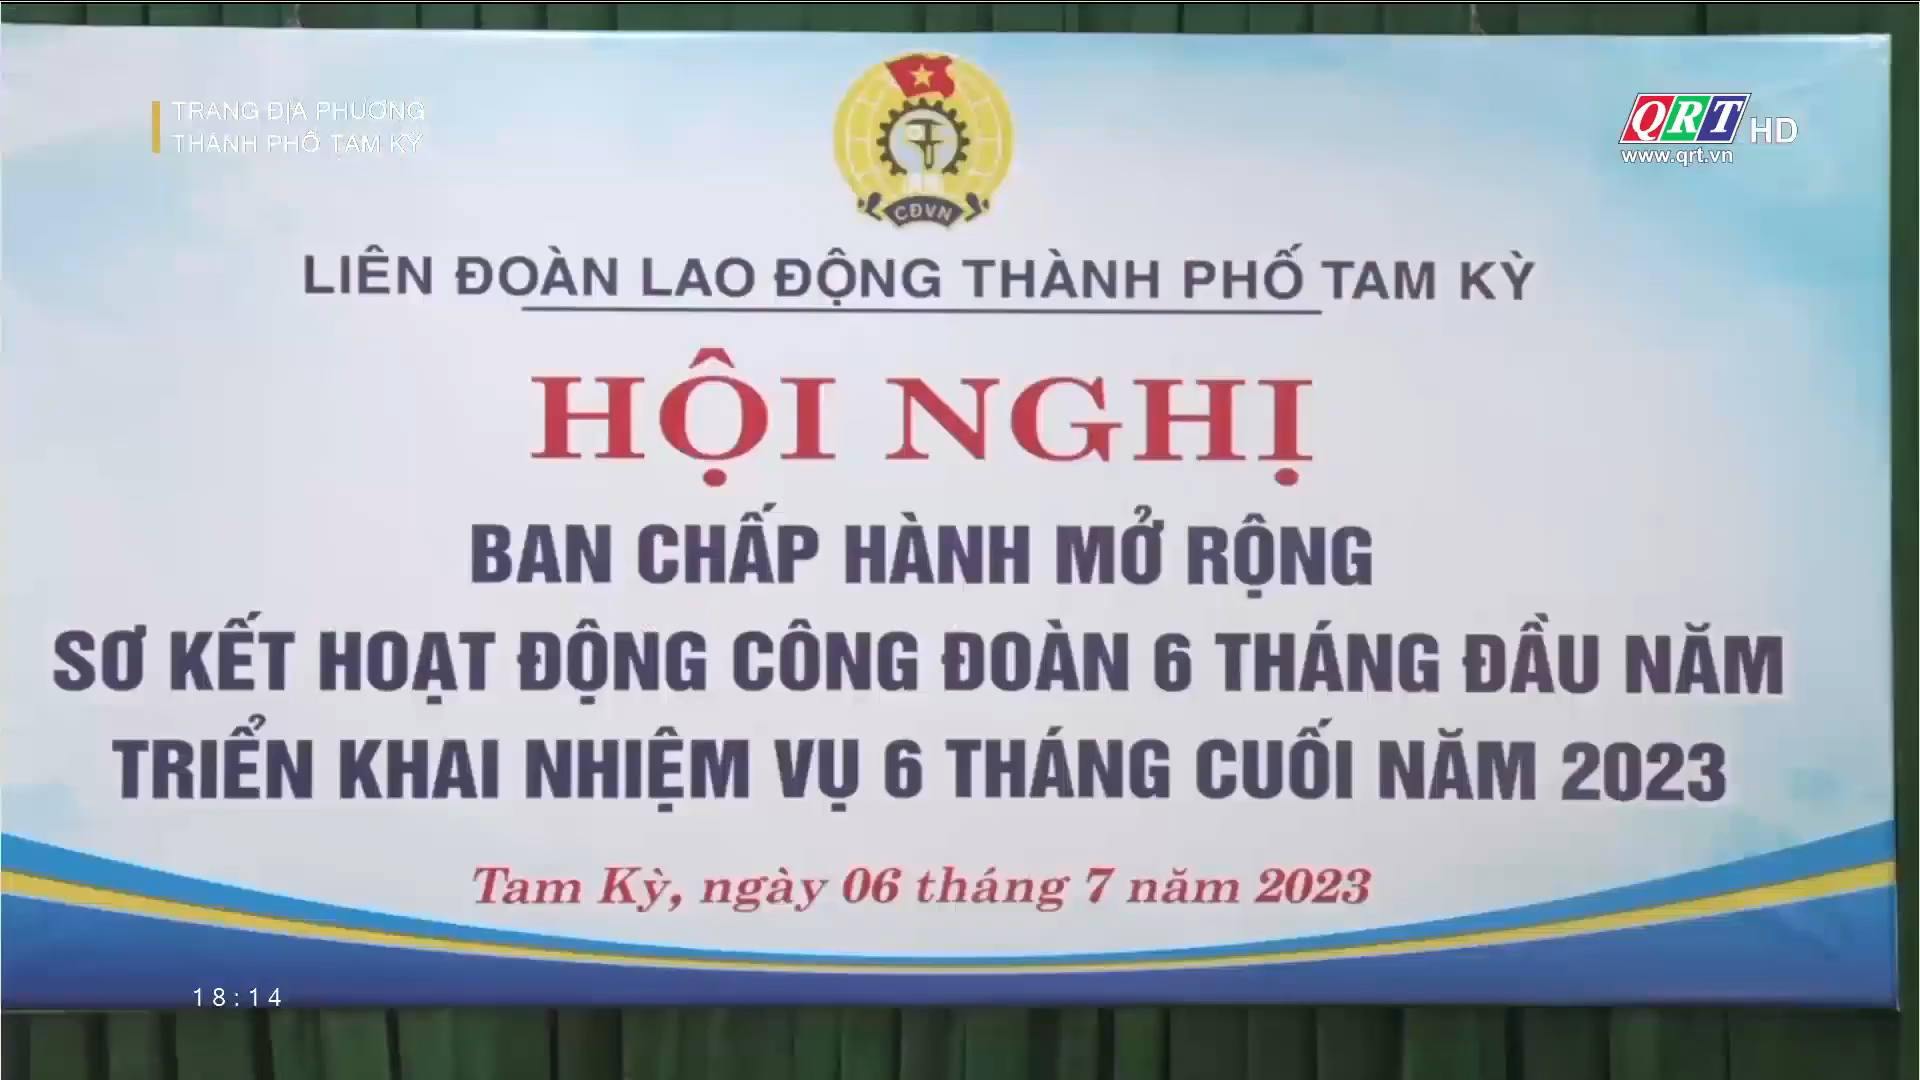 TRANG ĐỊA PHƯƠNG
THÀNH PHỐ TAM KỲ
QRT HD
www.qrt.vn
CĐVN
LIÊN ĐOÀN LAO ĐỘNG THÀNH PHỐ TAM KỲ
HỘI NGHỊ
BAN CHẤP HÀNH MỞ RỘNG
SƠ KẾT HOẠT ĐỘNG CÔNG ĐOÀN 6 THÁNG ĐẦU NĂM
TRIỂN KHAI NHIỆM VỤ 6 THÁNG CUỐI NĂM 2023
Tam Kỳ, ngày 06 tháng 7 năm 2023
18:14